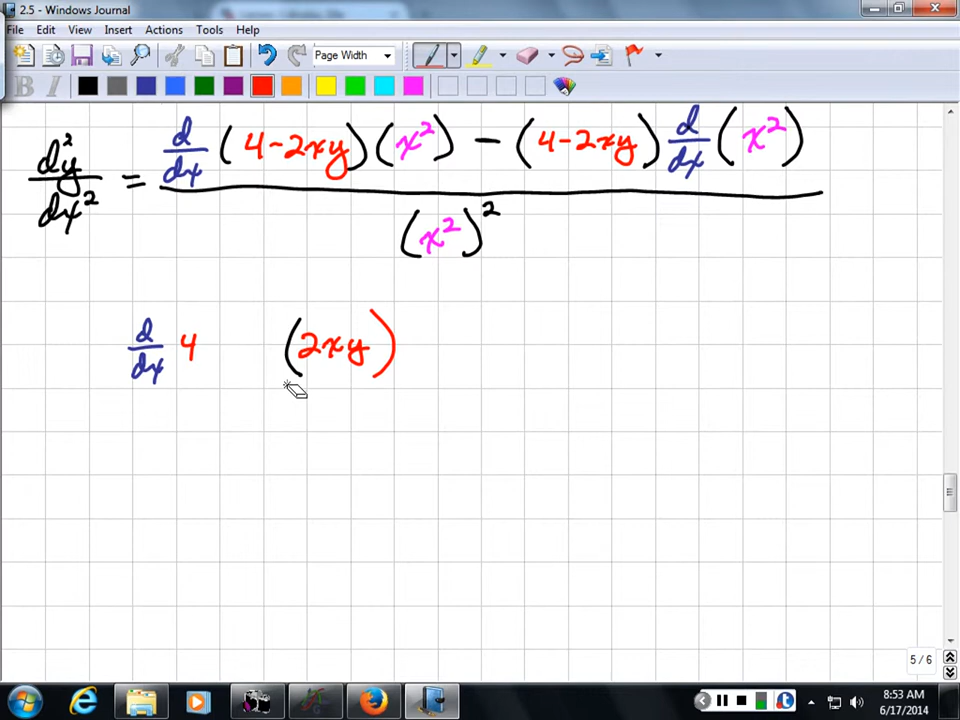 2.5 - Windows Journal
File Edit View Insert Actions Tools Help
Page Width
B I
dy²/dx² = (d/dx (4-2xy)(x²) - (4-2xy) d/dx (x²)) / (x²)²
d/dx 4 (2xy)
5 / 6
8:53 AM
6/17/2014